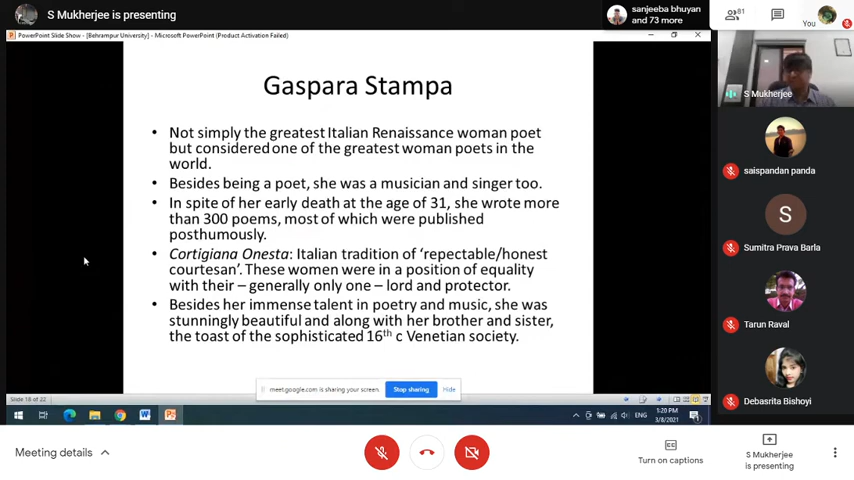 S Mukherjee is presenting
sanjeeba bhuyan
and 73 more
81
You
PowerPoint Slide Show - [Behrampur University] - Microsoft PowerPoint (Product Activation Failed)
Gaspara Stampa
• Not simply the greatest Italian Renaissance woman poet
but considered one of the greatest woman poets in the
world.
• Besides being a poet, she was a musician and singer too.
• In spite of her early death at the age of 31, she wrote more
than 300 poems, most of which were published
posthumously.
• Cortigiana Onesta: Italian tradition of ‘repectable/honest
courtesan’. These women were in a position of equality
with their – generally only one – lord and protector.
• Besides her immense talent in poetry and music, she was
stunningly beautiful and along with her brother and sister,
the toast of the sophisticated 16th c Venetian society.
S Mukherjee
saispandan panda
S
Sumitra Prava Barla
Tarun Raval
Debasrita Bishoyi
meet.google.com is sharing your screen.
Stop sharing
Hide
Slide 18 of 22
ENG
1:20 PM
3/8/2021
Meeting details
Turn on captions
S Mukherjee
is presenting